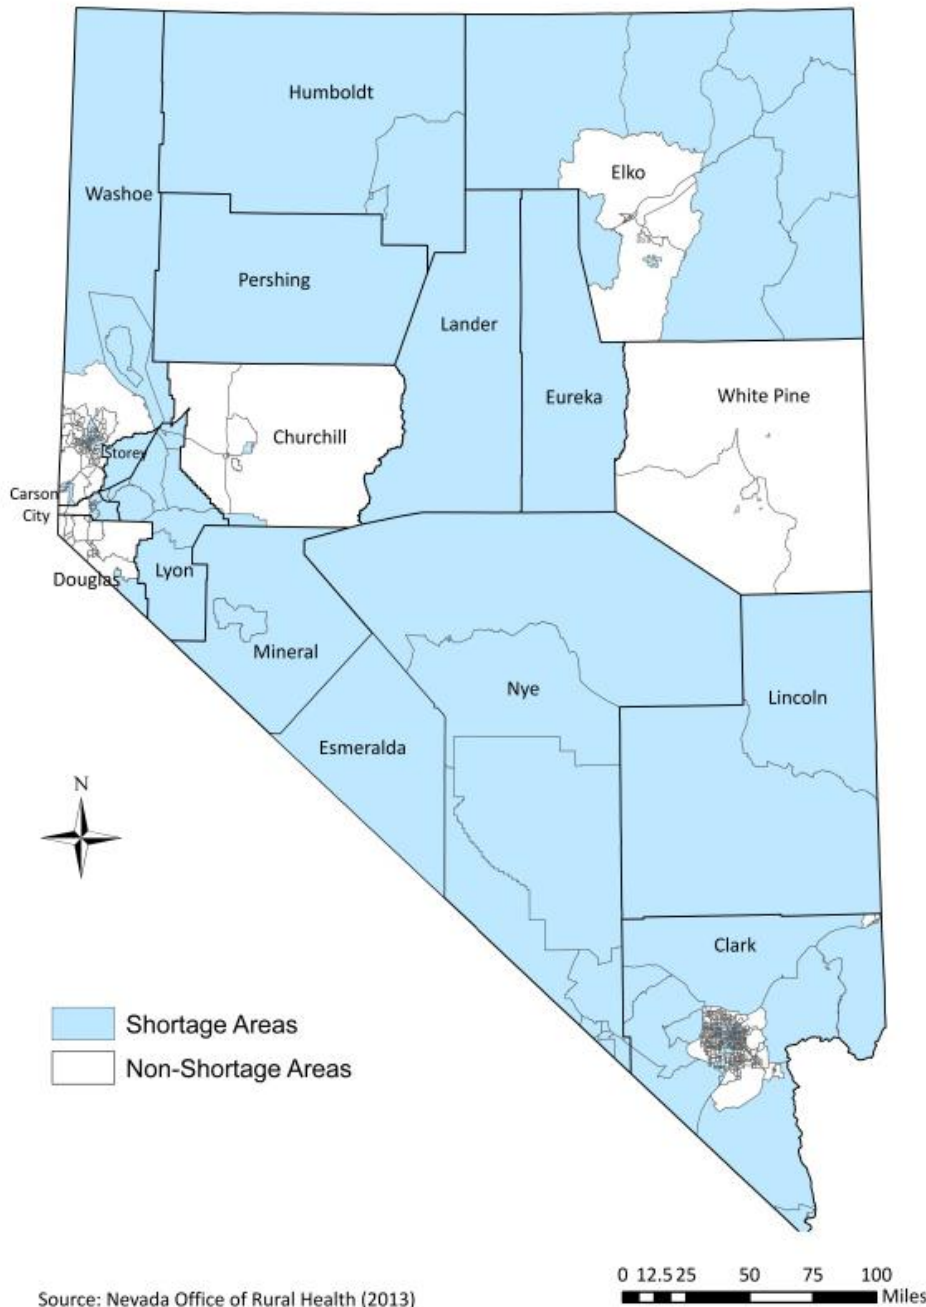 Humboldt
Elko
Washoe
Pershing
Lander
White Pine
Eureka
Churchill
Storey
Carson
City
Douglas
Lyon
Mineral
Nye
Lincoln
Esmeralda
N
Clark
Shortage Areas
Non-Shortage Areas
0 12.5 25 50 75 100
Miles
Source: Nevada Office of Rural Health (2013)